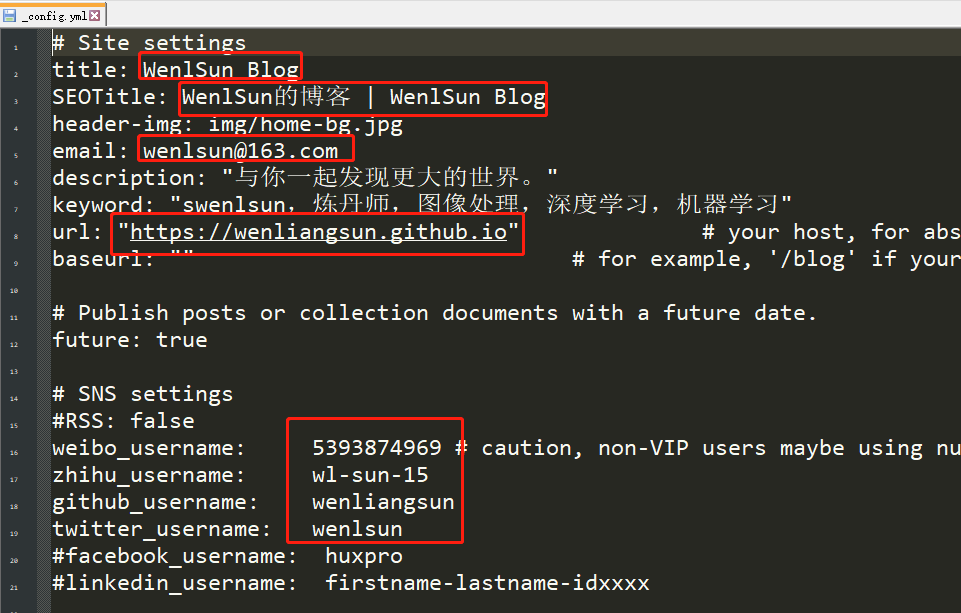 _config.yml
1 # Site settings
2 title: WenlSun Blog
3 SEOTitle: WenlSun的博客 | WenlSun Blog
4 header-img: img/home-bg.jpg
5 email: wenlsun@163.com
6 description: "与你一起发现更大的世界。"
7 keyword: "swenlsun, 炼丹师, 图像处理, 深度学习, 机器学习"
8 url: "https://wenliangsun.github.io" # your host, for abs
9 baseurl: "" # for example, '/blog' if your
10
11 # Publish posts or collection documents with a future date.
12 future: true
13
14 # SNS settings
15 #RSS: false
16 weibo_username: 5393874969 # caution, non-VIP users maybe using nu
17 zhihu_username: wl-sun-15
18 github_username: wenliangsun
19 twitter_username: wenlsun
20 #facebook_username: huxpro
21 #linkedin_username: firstname-lastname-idxxxx